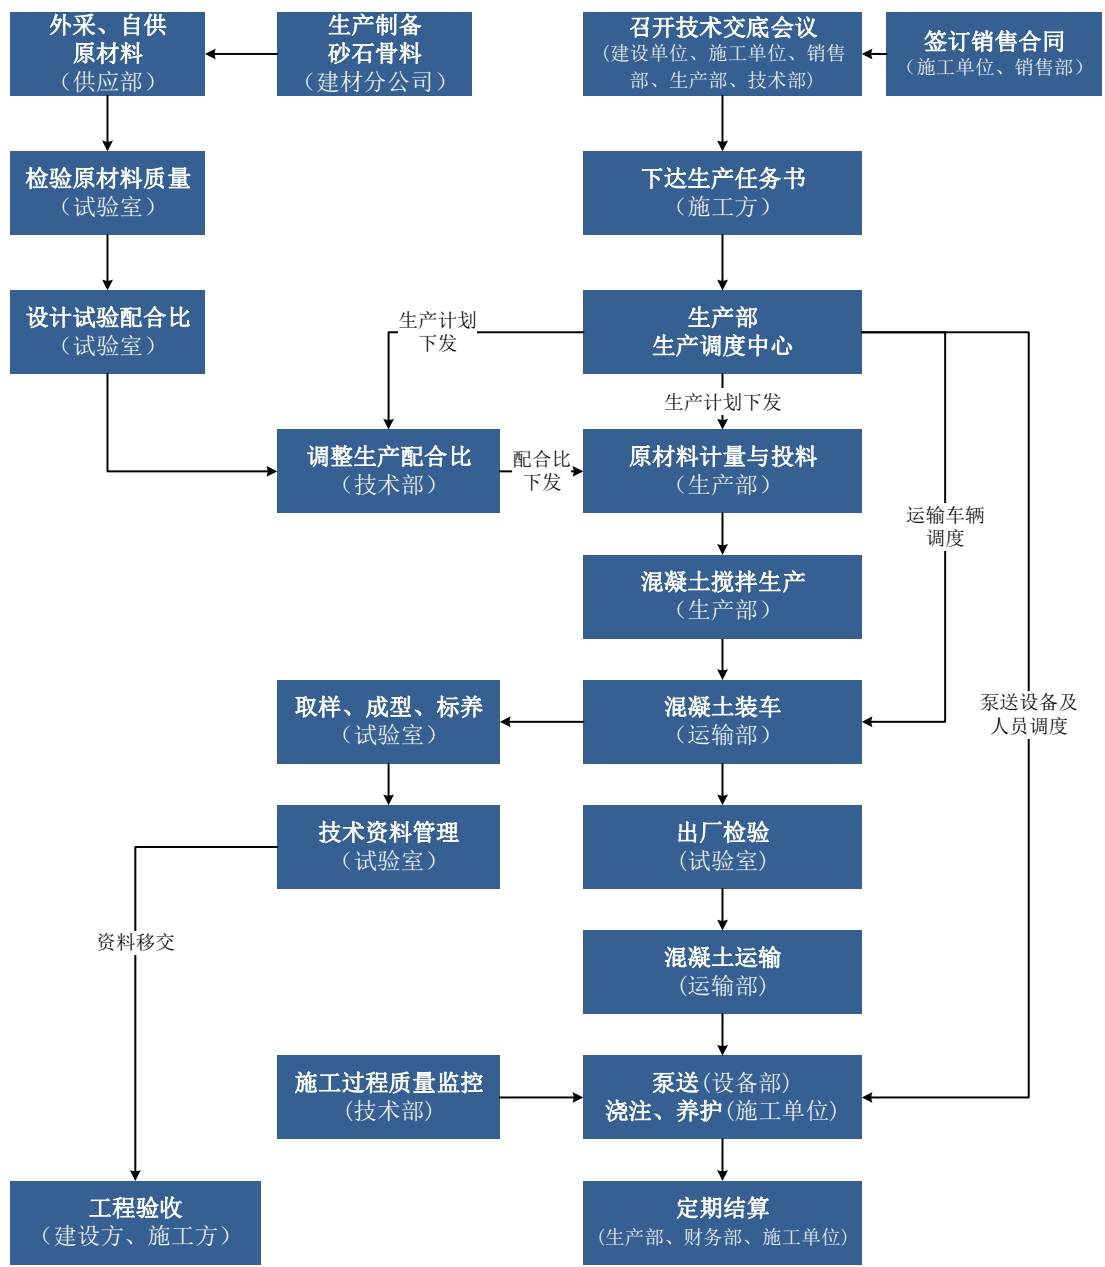 外采、自供
原材料
（供应部）
生产制备
砂石骨料
（建材分公司）
召开技术交底会议
(建设单位、施工单位、销售
部、生产部、技术部)
签订销售合同
（施工单位、销售部）
检验原材料质量
（试验室）
下达生产任务书
（施工方）
设计试验配合比
（试验室）
生产计划
下发
生产部
生产调度中心
生产计划下发
调整生产配合比
（技术部）
配合比
下发
原材料计量与投料
（生产部）
运输车辆
调度
混凝土搅拌生产
（生产部）
取样、成型、标养
（试验室）
混凝土装车
（运输部）
泵送设备及
人员调度
技术资料管理
（试验室）
出厂检验
(试验室)
资料移交
混凝土运输
(运输部)
施工过程质量监控
(技术部)
泵送(设备部)
浇注、养护(施工单位)
工程验收
（建设方、施工方）
定期结算
(生产部、财务部、施工单位)